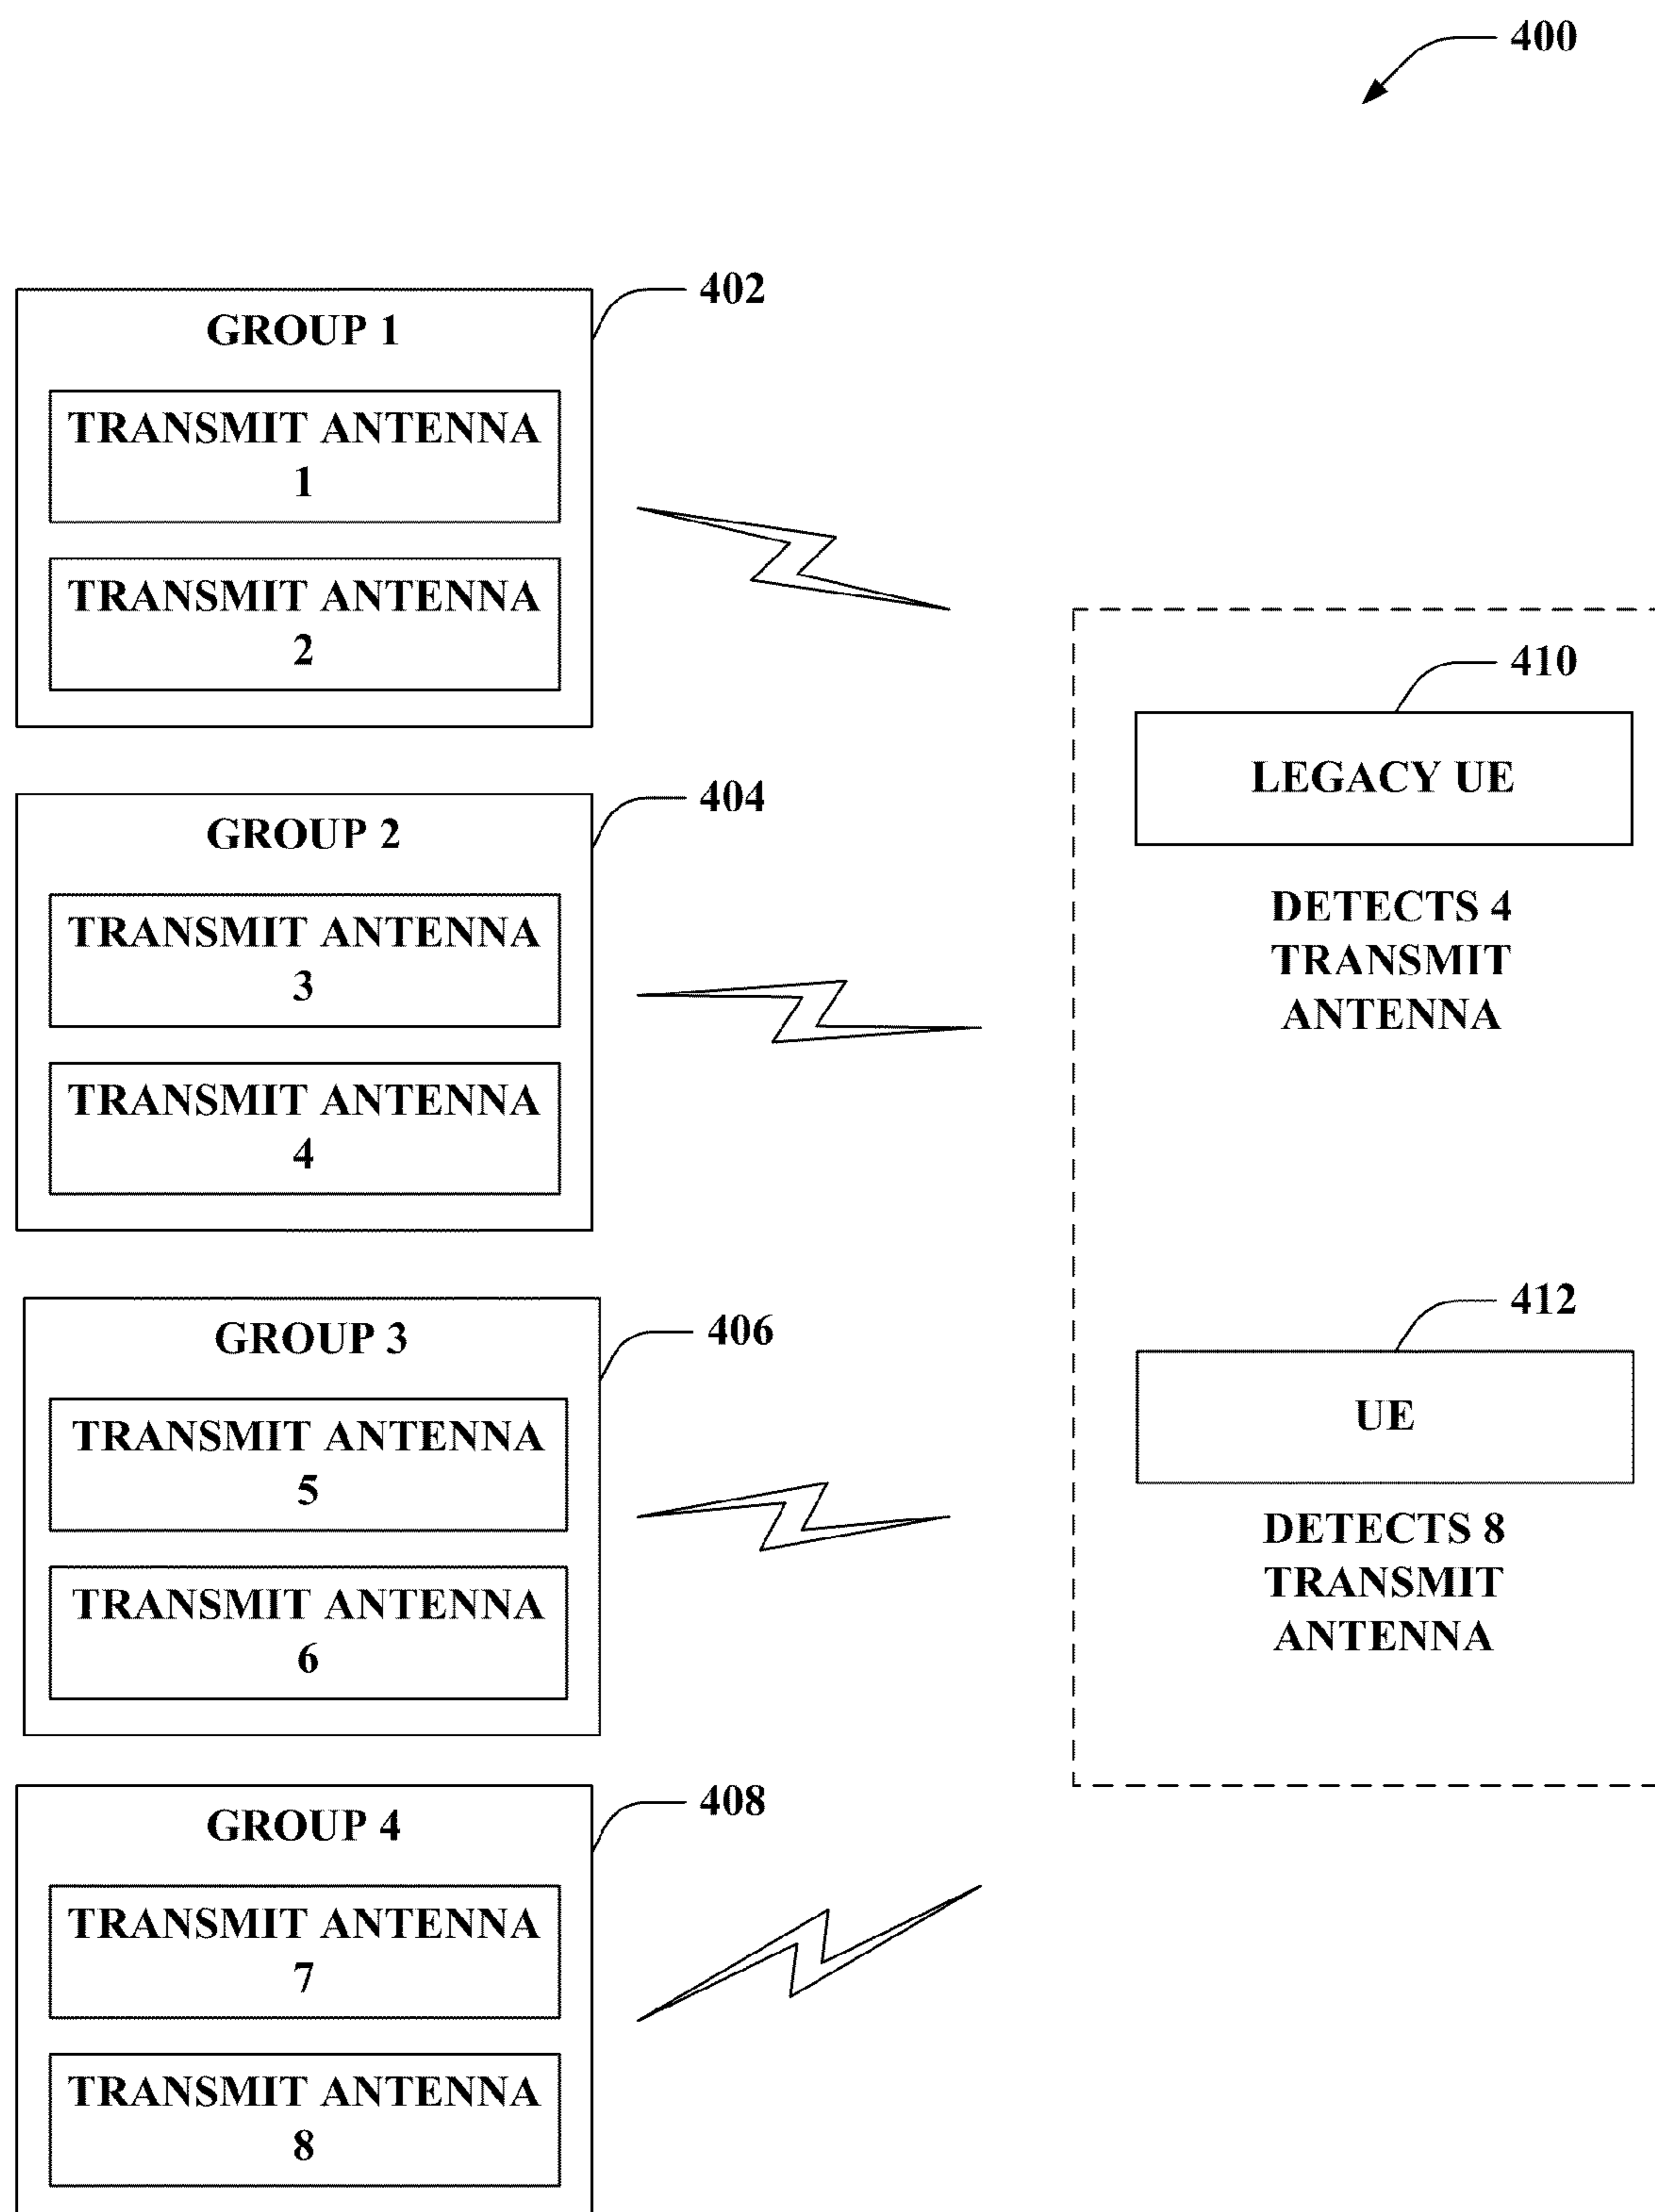 400
402
GROUP 1
TRANSMIT ANTENNA
1
TRANSMIT ANTENNA
2
404
GROUP 2
TRANSMIT ANTENNA
3
TRANSMIT ANTENNA
4
406
GROUP 3
TRANSMIT ANTENNA
5
TRANSMIT ANTENNA
6
408
GROUP 4
TRANSMIT ANTENNA
7
TRANSMIT ANTENNA
8
410
LEGACY UE
DETECTS 4
TRANSMIT
ANTENNA
412
UE
DETECTS 8
TRANSMIT
ANTENNA